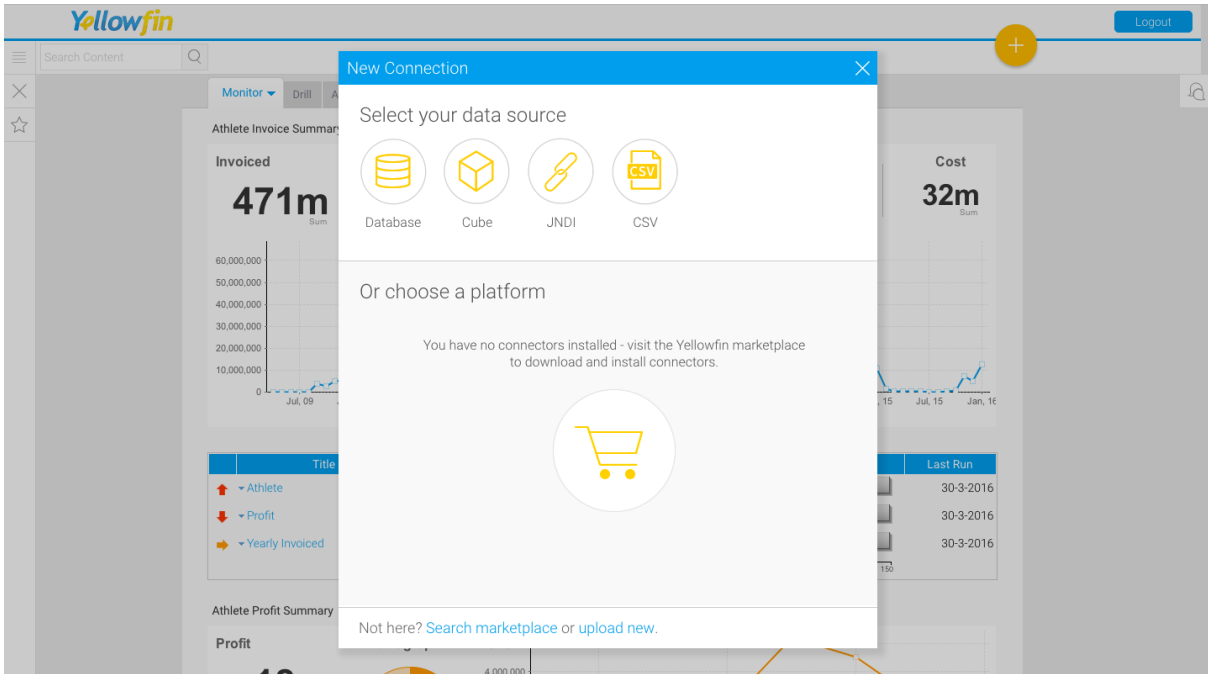 Yellowfin
Logout
Search Content
New Connection
Monitor
Drill
A
Select your data source
Athlete Invoice Summary
Invoiced
471m
Sum
CSV
Database
Cube
JNDI
CSV
Cost
32m
Sum
60,000,000
50,000,000
40,000,000
30,000,000
20,000,000
10,000,000
0
Jul, 09
15
Jul, 15
Jan, 16
Or choose a platform
You have no connectors installed - visit the Yellowfin marketplace
to download and install connectors.
Title
Last Run
Athlete
30-3-2016
Profit
30-3-2016
Yearly Invoiced
30-3-2016
150
Athlete Profit Summary
Not here? Search marketplace or upload new.
Profit
4,000,000